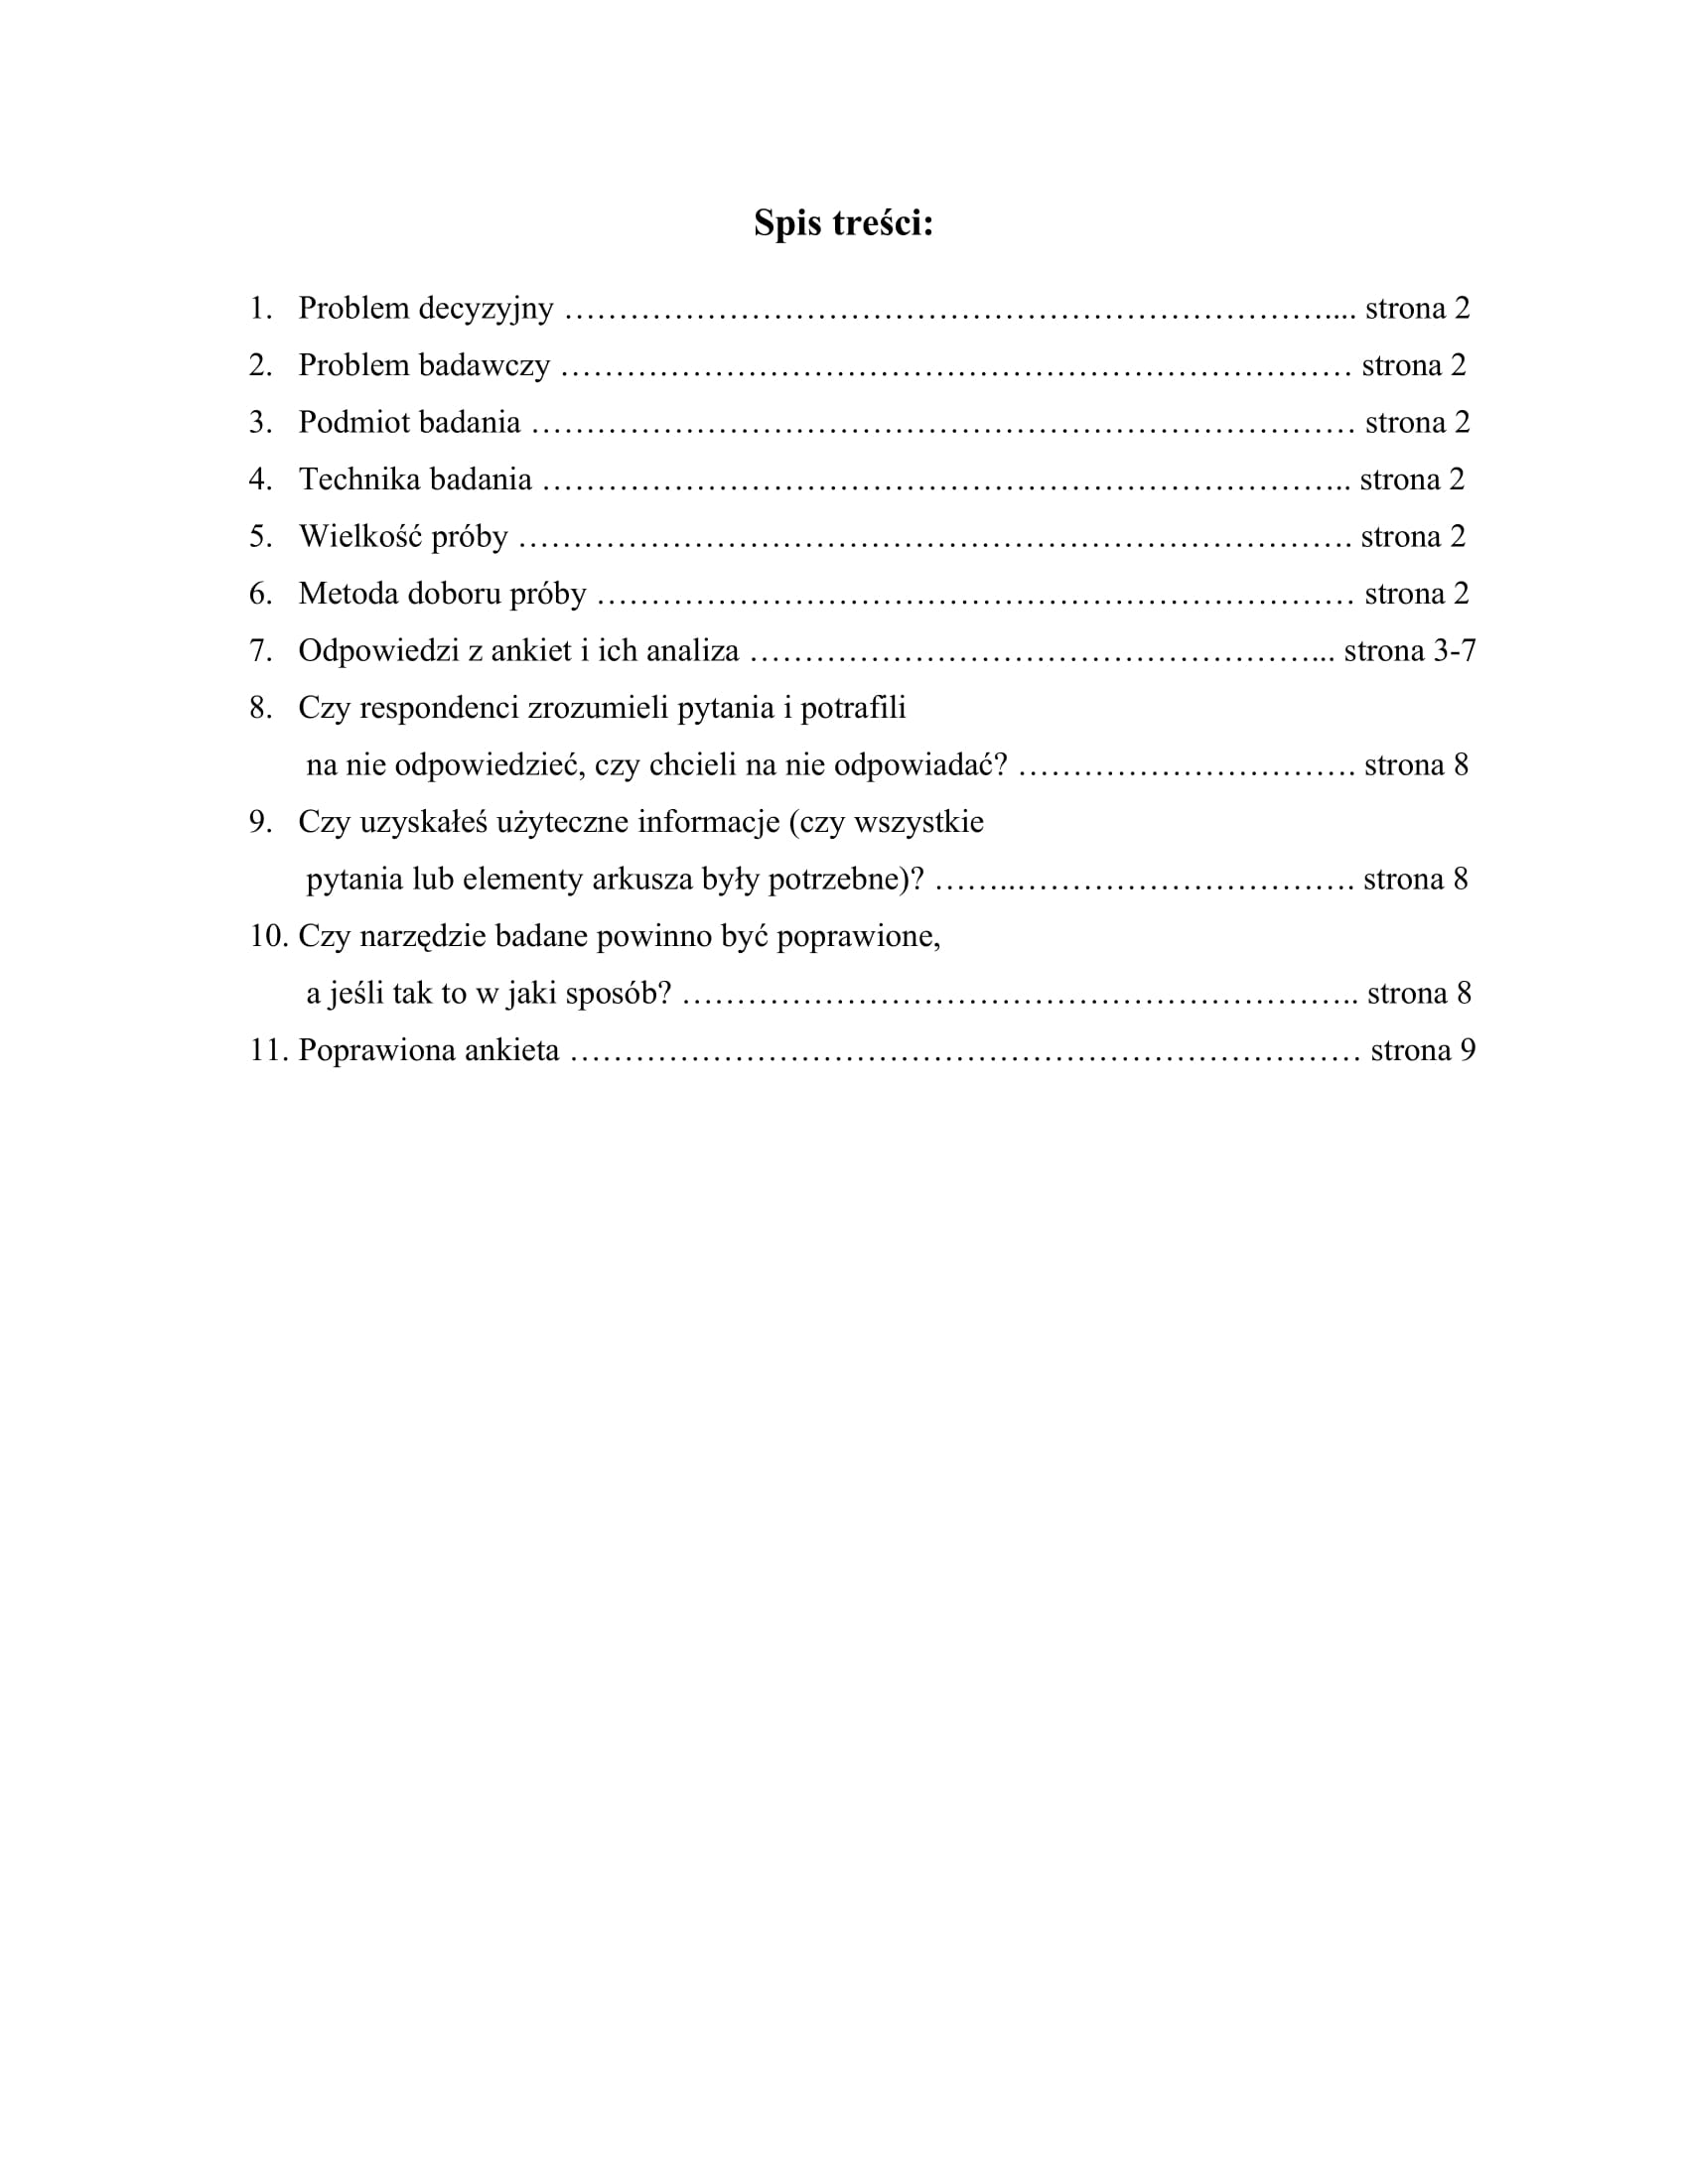 Spis treści:
1. Problem decyzyjny ……………………………………………………………….... strona 2
2. Problem badawczy ……………………………………………………………… strona 2
3. Podmiot badania ………………………………………………………………… strona 2
4. Technika badania ……………………………………………………………….. strona 2
5. Wielkość próby …………………………………………………………………. strona 2
6. Metoda doboru próby …………………………………………………………… strona 2
7. Odpowiedzi z ankiet i ich analiza ……………………………………………... strona 3-7
8. Czy respondenci zrozumieli pytania i potrafili
na nie odpowiedzieć, czy chcieli na nie odpowiadać? …………………………. strona 8
9. Czy uzyskałeś użyteczne informacje (czy wszystkie
pytania lub elementy arkusza były potrzebne)? ……..…………………………. strona 8
10. Czy narzędzie badane powinno być poprawione,
a jeśli tak to w jaki sposób? …………………………………………………….. strona 8
11. Poprawiona ankieta ……………………………………………………………… strona 9